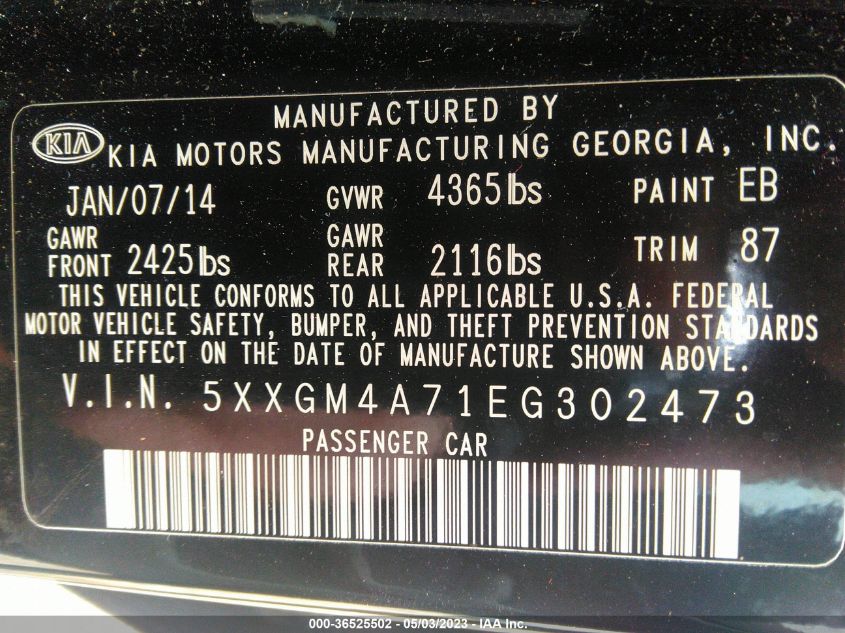 MANUFACTURED BY
KIA KIA MOTORS MANUFACTURING GEORGIA, INC.
JAN/07/14 GVWR 4365lbs PAINT EB
GAWR FRONT 2425lbs GAWR REAR 2116lbs TRIM 87
THIS VEHICLE CONFORMS TO ALL APPLICABLE U.S.A. FEDERAL
MOTOR VEHICLE SAFETY, BUMPER, AND THEFT PREVENTION STANDARDS
IN EFFECT ON THE DATE OF MANUFACTURE SHOWN ABOVE.
V.I.N. 5XXGM4A71EG302473
PASSENGER CAR
000-36525502 - 05/03/2023 - IAA Inc.